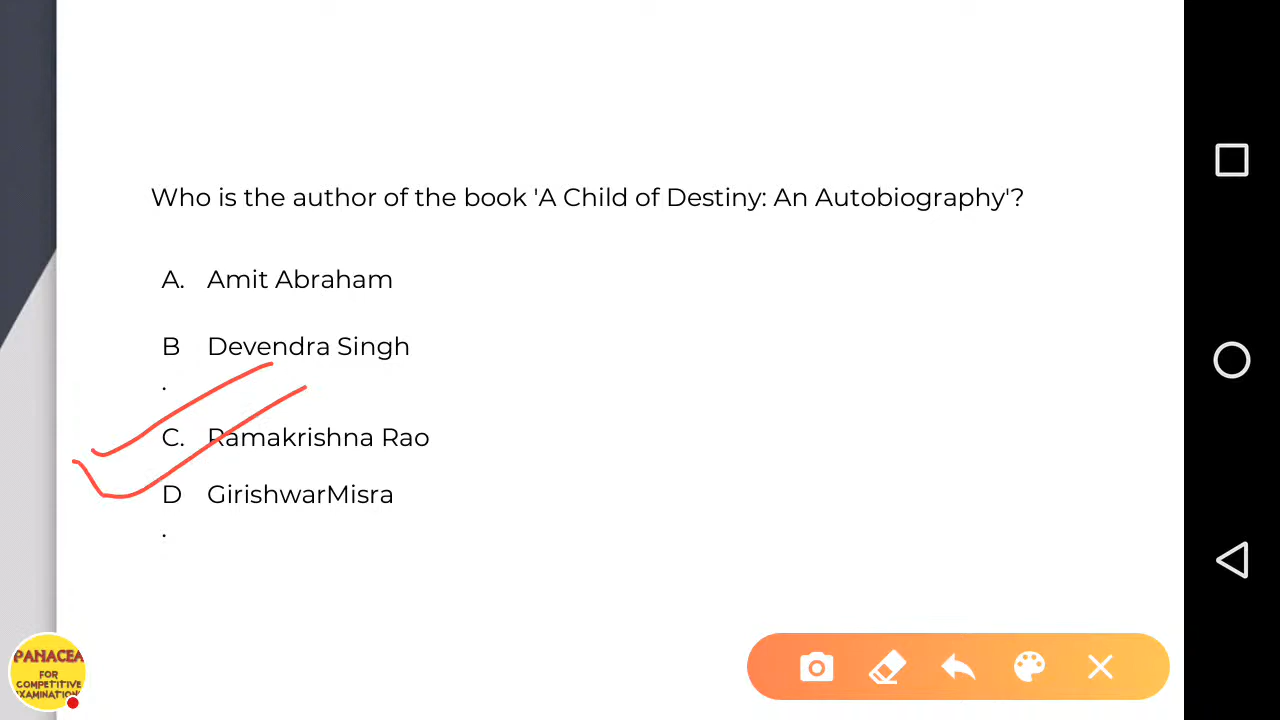 Who is the author of the book 'A Child of Destiny: An Autobiography'?
A. Amit Abraham
B Devendra Singh
.
C. Ramakrishna Rao
D GirishwarMisra
.
PANACEA
FOR
COMPETITIVE
EXAMINATION